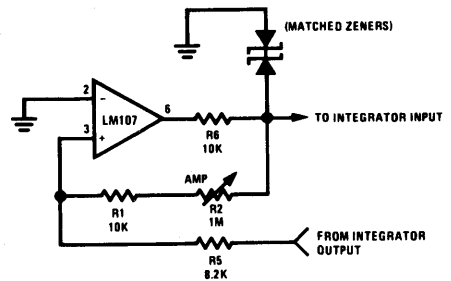 (MATCHED ZENERS)
2
-
LM107
6
3
+
R6
10K
TO INTEGRATOR INPUT
AMP
R1
10K
R2
1M
R5
8.2K
FROM INTEGRATOR
OUTPUT